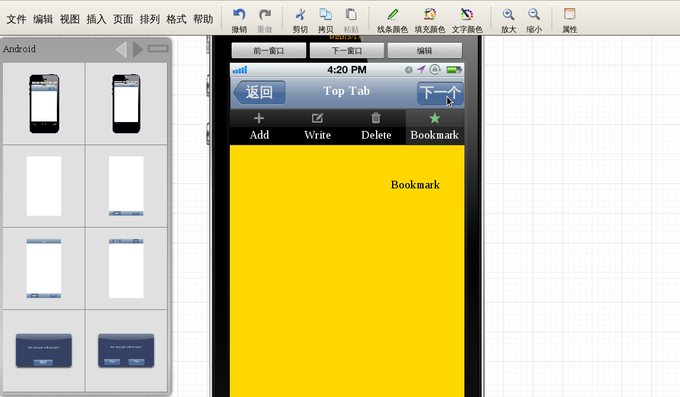 文件 编辑 视图 插入 页面 排列 格式 帮助
撤销 重做 剪切 拷贝 粘贴 线条颜色 填充颜色 文字颜色 放大 缩小 属性
Android
前一窗口 下一窗口 编辑
4:20 PM
返回 Top Tab 下一个
Add Write Delete Bookmark
Bookmark